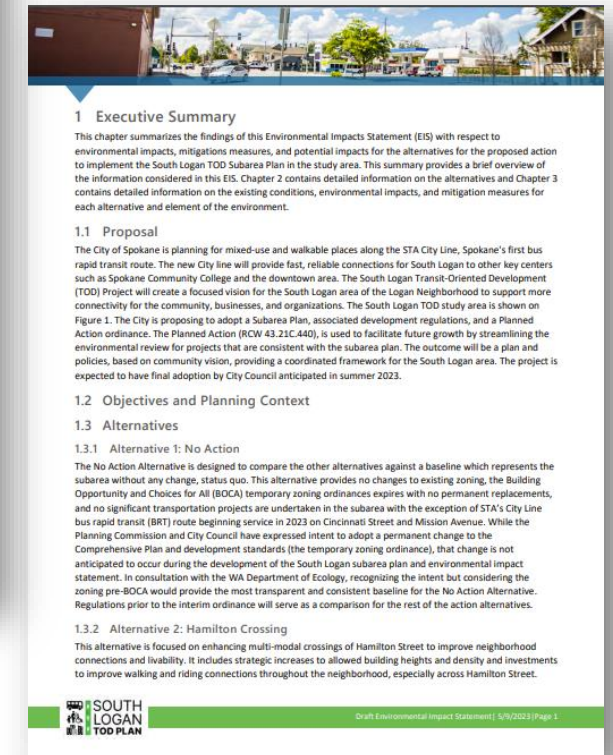 1 Executive Summary
This chapter summarizes the findings of this Environmental Impacts Statement (EIS) with respect to
environmental impacts, mitigations measures, and potential impacts for the alternatives for the proposed action
to implement the South Logan TOD Subarea Plan in the study area. This summary provides a brief overview of
the information considered in this EIS. Chapter 2 contains detailed information on the alternatives and Chapter 3
contains detailed information on the existing conditions, environmental impacts, and mitigation measures for
each alternative and element of the environment.
1.1 Proposal
The City of Spokane is planning for mixed-use and walkable places along the STA City Line, Spokane's first bus
rapid transit route. The new City line will provide fast, reliable connections for South Logan to other key centers
such as Spokane Community College and the downtown area. The South Logan Transit-Oriented Development
(TOD) Project will create a focused vision for the South Logan area of the Logan Neighborhood to support more
connectivity for the community, businesses, and organizations. The South Logan TOD study area is shown on
Figure 1. The City is proposing to adopt a Subarea Plan, associated development regulations, and a Planned
Action ordinance. The Planned Action (RCW 43.21C.440), is used to facilitate future growth by streamlining the
environmental review for projects that are consistent with the subarea plan. The outcome will be a plan and
policies, based on community vision, providing a coordinated framework for the South Logan area. The project is
expected to have final adoption by City Council anticipated in summer 2023.
1.2 Objectives and Planning Context
1.3 Alternatives
1.3.1 Alternative 1: No Action
The No Action Alternative is designed to compare the other alternatives against a baseline which represents the
subarea without any change, status quo. This alternative provides no changes to existing zoning, the Building
Opportunity and Choices for All (BOCA) temporary zoning ordinances expires with no permanent replacements,
and no significant transportation projects are undertaken in the subarea with the exception of STA's City Line
bus rapid transit (BRT) route beginning service in 2023 on Cincinnati Street and Mission Avenue. While the
Planning Commission and City Council have expressed intent to adopt a permanent change to the
Comprehensive Plan and development standards (the temporary zoning ordinance), that change is not
anticipated to occur during the development of the South Logan subarea plan and environmental impact
statement. In consultation with the WA Department of Ecology, recognizing the intent but considering the
zoning pre-BOCA would provide the most transparent and consistent baseline for the No Action Alternative.
Regulations prior to the interim ordinance will serve as a comparison for the rest of the action alternatives.
1.3.2 Alternative 2: Hamilton Crossing
This alternative is focused on enhancing multi-modal crossings of Hamilton Street to improve neighborhood
connections and livability. It includes strategic increases to allowed building heights and density and investments
to improve walking and riding connections throughout the neighborhood, especially across Hamilton Street.
SOUTH
LOGAN
TOD PLAN
Draft Environmental Impact Statement| 5/9/2023|Page 1